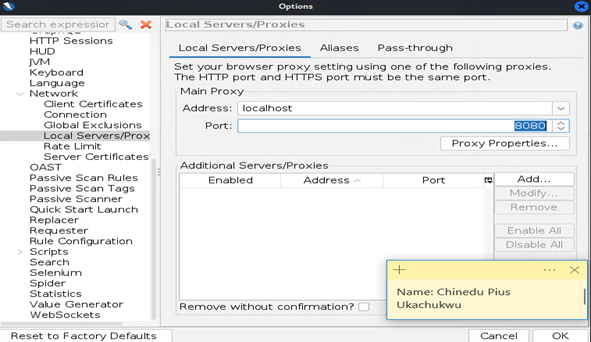 Options
Search expression
Local Servers/Proxies
HTTP Sessions
HUD
JVM
Keyboard
Language
Network
Client Certificates
Connection
Global Exclusions
Local Servers/Prox
Rate Limit
Server Certificates
OAST
Passive Scan Rules
Passive Scan Tags
Passive Scanner
Quick Start Launch
Replacer
Requester
Rule Configuration
Scripts
Search
Selenium
Spider
Statistics
Value Generator
WebSockets
Local Servers/Proxies Aliases Pass-through
Set your browser proxy setting using one of the following proxies.
The HTTP port and HTTPS port must be the same port.
Main Proxy
Address: localhost
Port: 8080
Proxy Properties...
Additional Servers/Proxies
Enabled Address Port
Add...
Modify...
Remove
Enable All
Disable All
Remove without confirmation?
Name: Chinedu Pius
Ukachukwu
Reset to Factory Defaults
Cancel OK